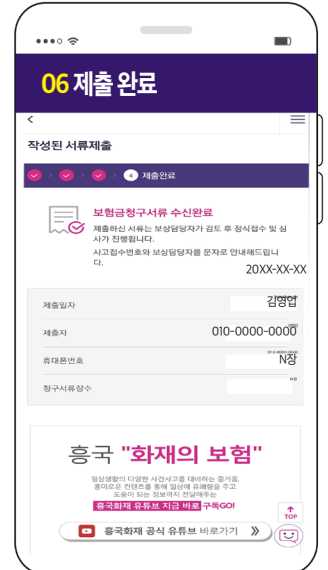 06 제출 완료
작성된 서류제출
4 제출완료
보험금청구서류 수신완료
제출하신 서류는 보상담당자가 검토 후 정식접수 및 심
사가 진행됩니다.
사고접수번호와 보상담당자를 문자로 안내해드립니
다.
20XX-XX-XX
제출일자
김영업
제출자
010-0000-0000
휴대폰번호
010-0000-0000
N장
청구서류장수
N장
흥국 "화재의 보험"
일상생활의 다양한 사건사고를 대비하는 즐거움.
흥미로운 컨텐츠를 통해 일상에 유쾌함을 주고
도움이 되는 정보까지 전달해주는
흥국화재 유튜브 지금 바로 구독GO!
흥국화재 공식 유튜브 바로가기
TOP